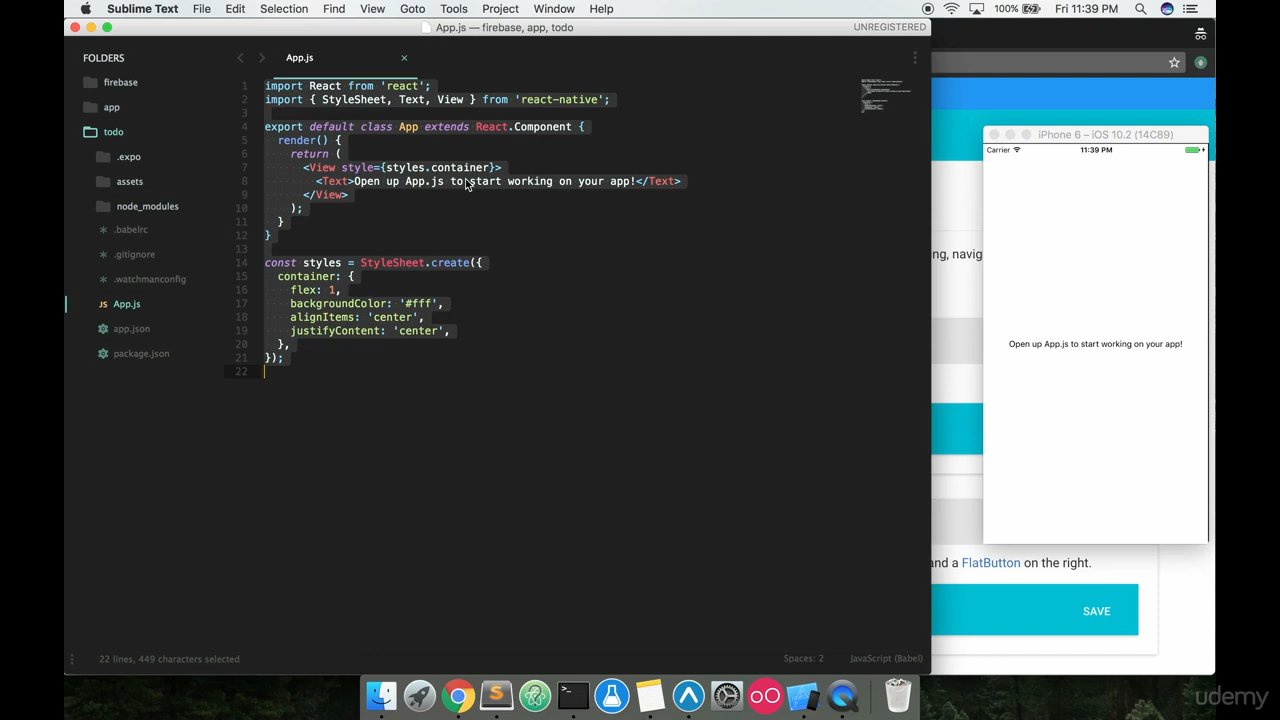 Sublime Text File Edit Selection Find View Goto Tools Project Window Help 100% Fri 11:39 PM
App.js — firebase, app, todo UNREGISTERED
FOLDERS
firebase
app
todo
.expo
assets
node_modules
.babelrc
.gitignore
.watchmanconfig
JS App.js
app.json
package.json
App.js ×
1 import React from 'react';
2 import { StyleSheet, Text, View } from 'react-native';
3
4 export default class App extends React.Component {
5 render() {
6 return (
7 <View style={styles.container}>
8 <Text>Open up App.js to start working on your app!</Text>
9 </View>
10 );
11 }
12 }
13
14 const styles = StyleSheet.create({
15 container: {
16 flex: 1,
17 backgroundColor: '#fff',
18 alignItems: 'center',
19 justifyContent: 'center',
20 },
21 });
22
22 lines, 449 characters selected Spaces: 2 JavaScript (Babel)
iPhone 6 – iOS 10.2 (14C89)
Carrier 11:39 PM
Open up App.js to start working on your app!
ng, navig
and a FlatButton on the right.
SAVE
udemy